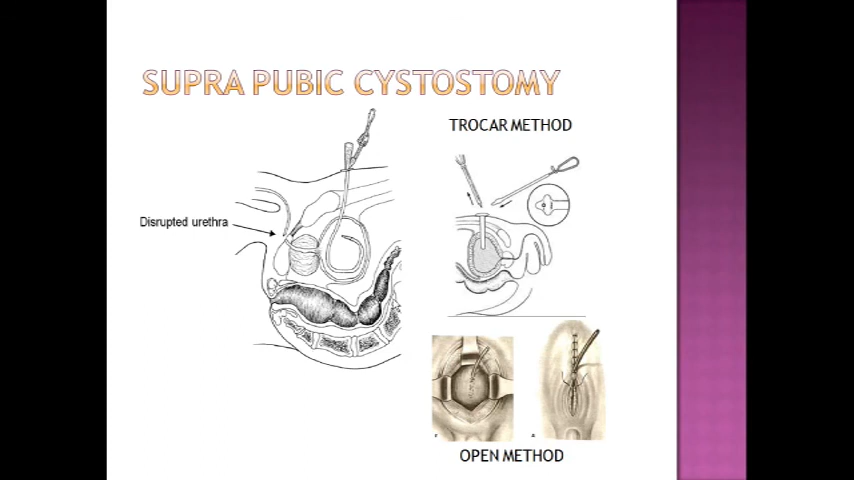 SUPRA PUBIC CYSTOSTOMY
TROCAR METHOD
Disrupted urethra
OPEN METHOD